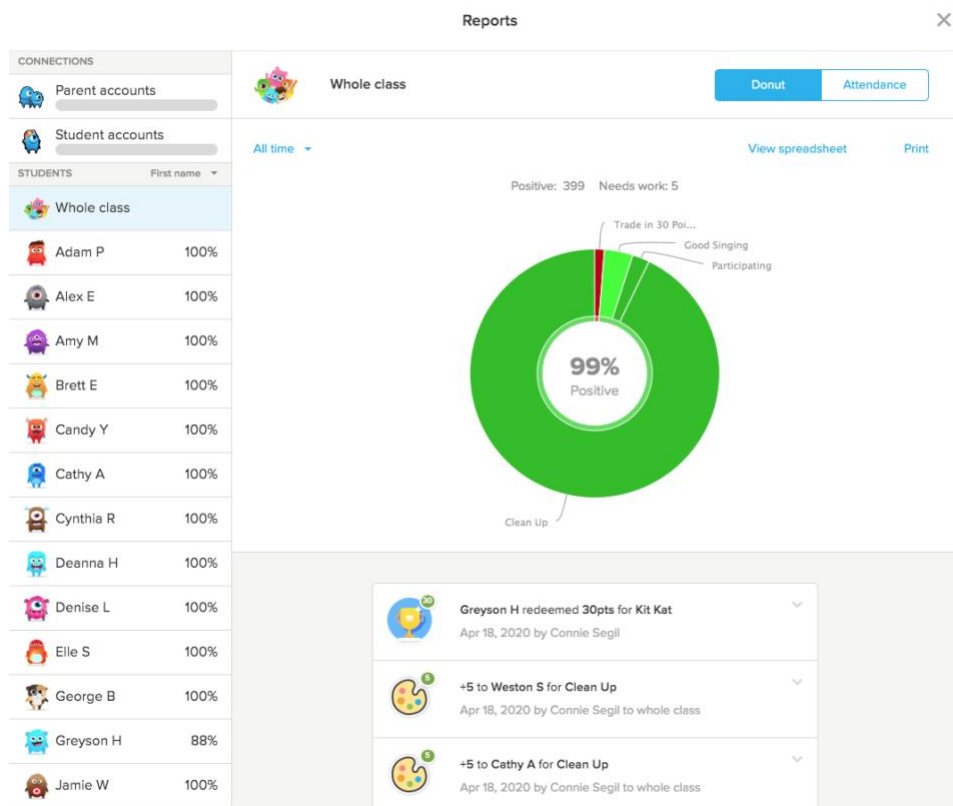 Reports
CONNECTIONS
Parent accounts
Student accounts
STUDENTS First name
Whole class
Adam P 100%
Alex E 100%
Amy M 100%
Brett E 100%
Candy Y 100%
Cathy A 100%
Cynthia R 100%
Deanna H 100%
Denise L 100%
Elle S 100%
George B 100%
Greyson H 88%
Jamie W 100%
Whole class
Donut Attendance
All time View spreadsheet Print
Positive: 399 Needs work: 5
Trade in 30 Poi...
Good Singing
Participating
99%
Positive
Clean Up
30
Greyson H redeemed 30pts for Kit Kat
Apr 18, 2020 by Connie Segil
5
+5 to Weston S for Clean Up
Apr 18, 2020 by Connie Segil to whole class
5
+5 to Cathy A for Clean Up
Apr 18, 2020 by Connie Segil to whole class